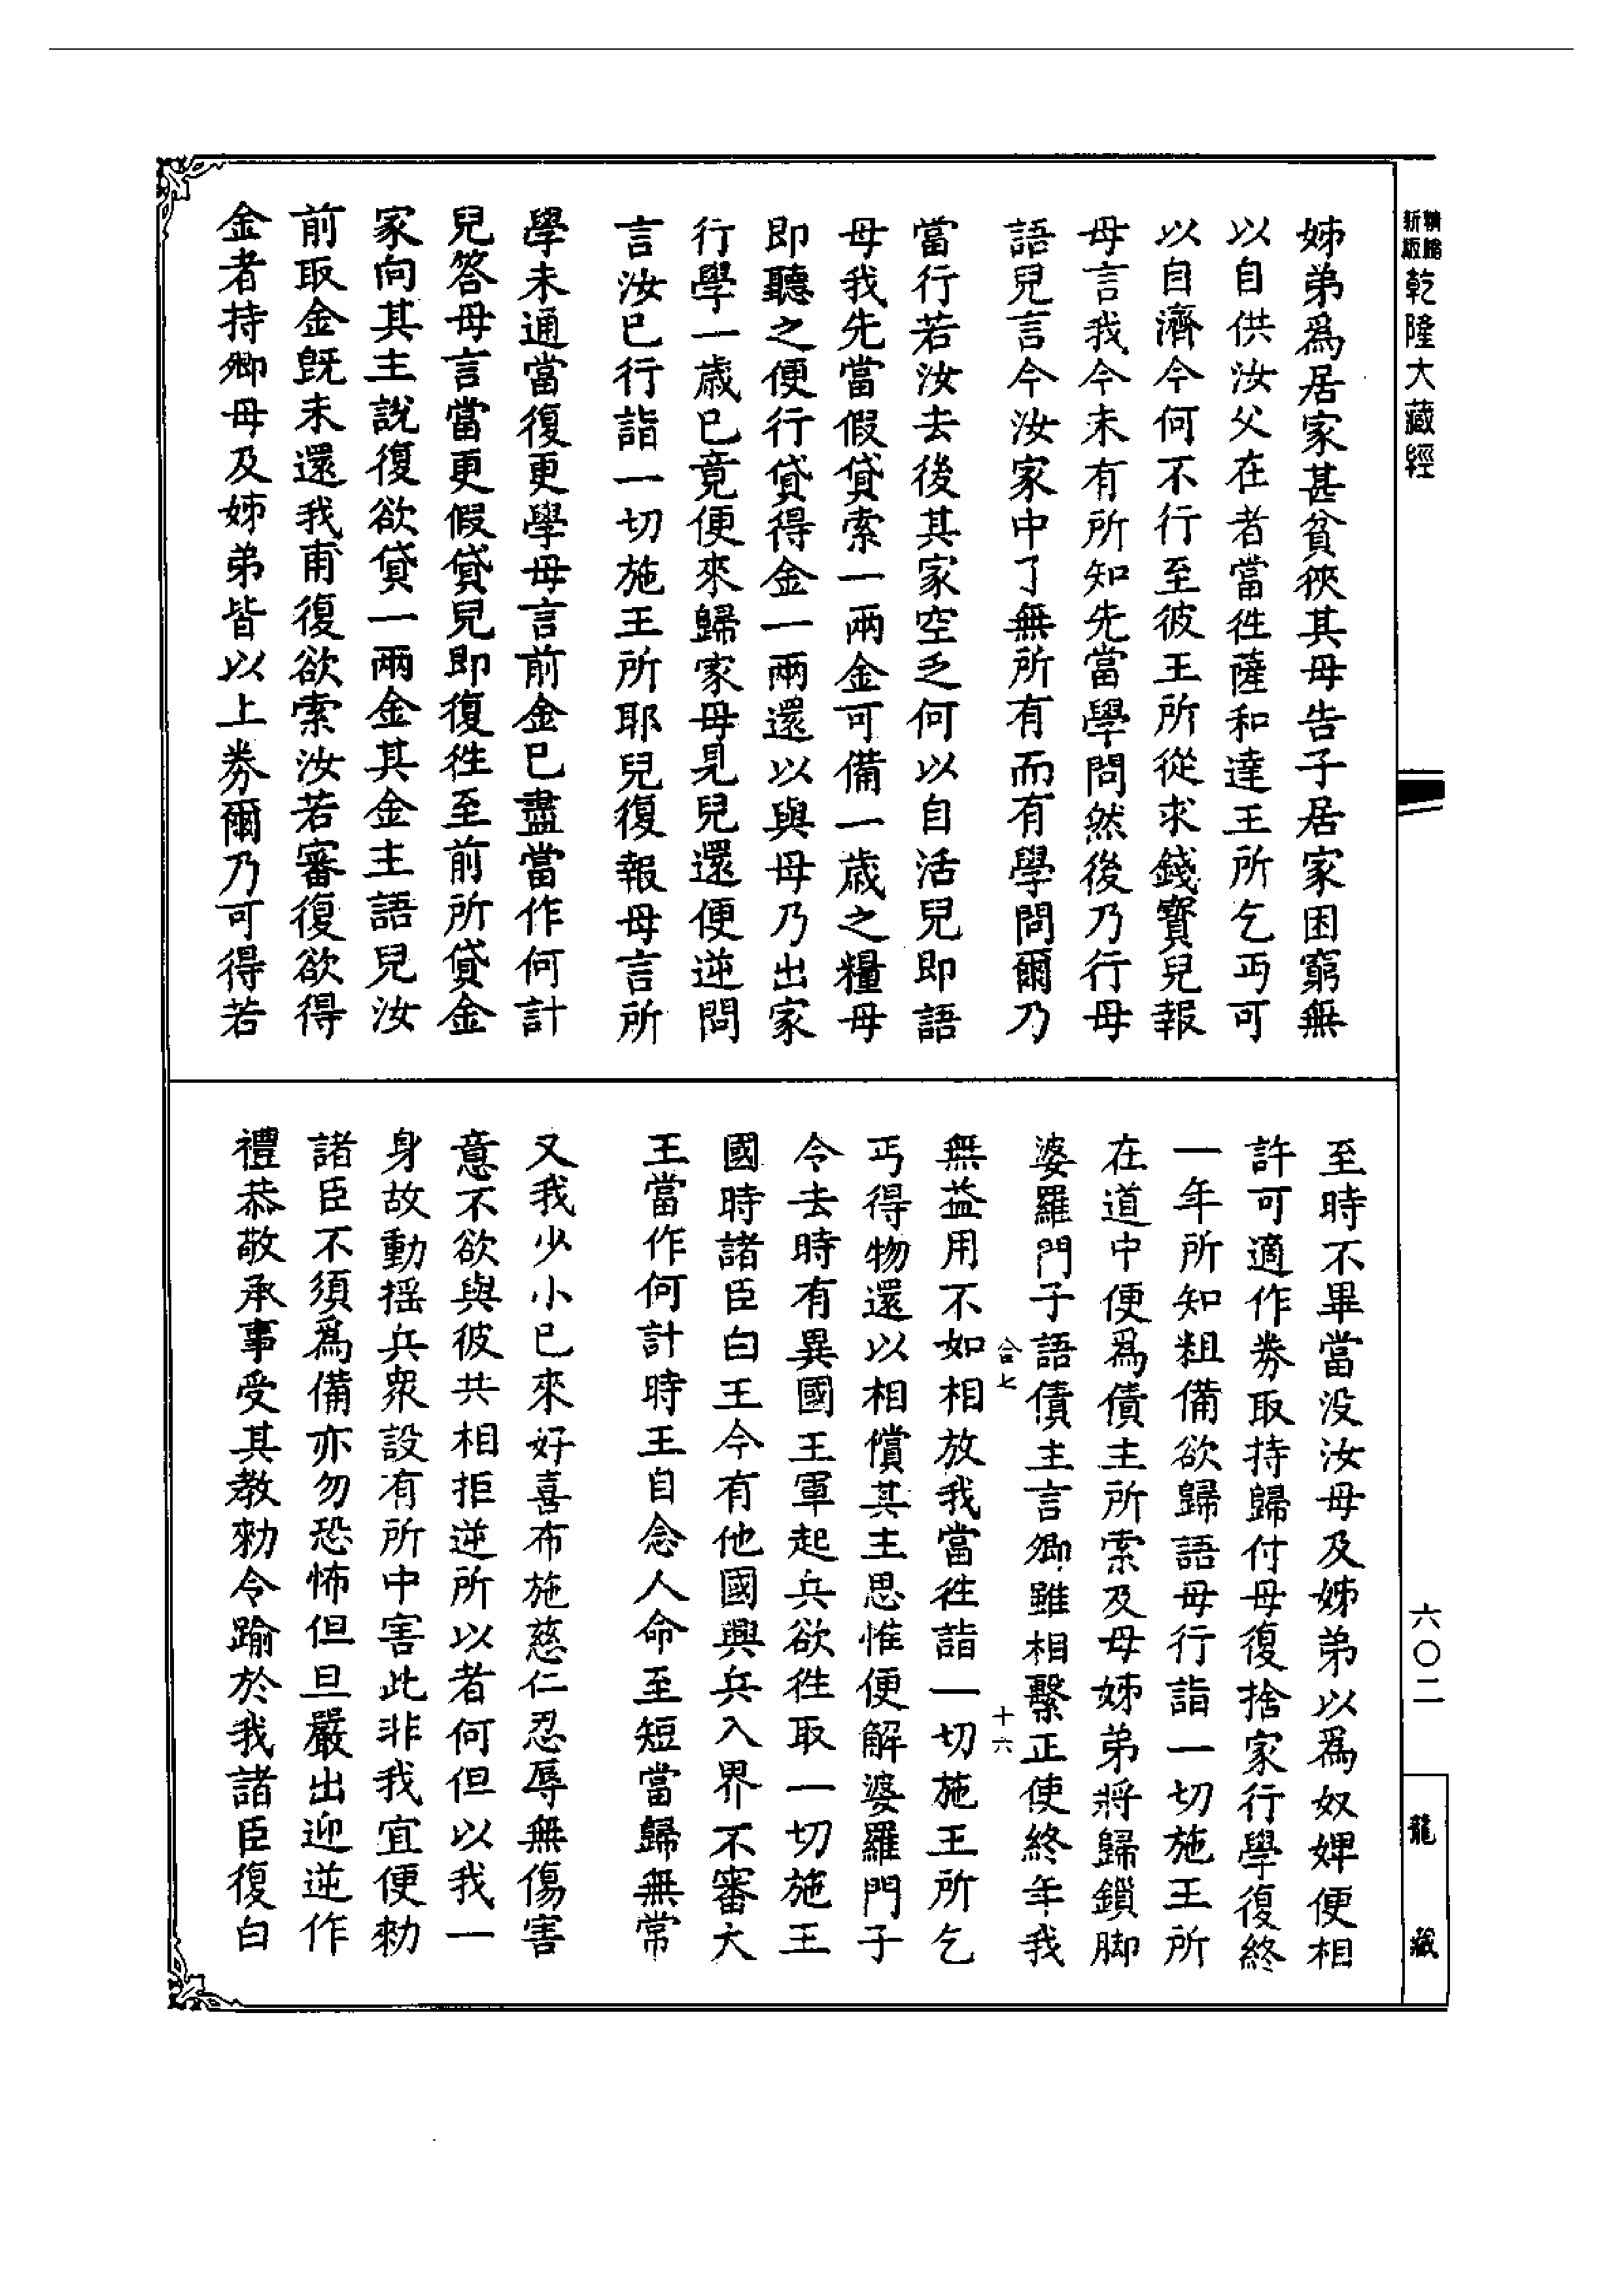 新版
乾隆大藏經
姊弟爲居家甚貧狹其母告子居家困窮無
以自供汝父在者當徃薩和達王所乞丐可
以自濟今何不行至彼王所從求錢寳兒報
母言我今未有所知先當學問然後乃行母
語兒言今汝家中了無所有而有學問爾乃
當行若汝去後其家空乏何以自活兒即語
母我先當假貸索一兩金可備一歲之糧母
即聽之便行貸得金一兩還以與母乃出家
行學一歲已竟便來歸家母見兒還便逆問
言汝已行詣一切施王所耶兒復報母言所
學未通當復更學母言前金已盡當作何計
兒答母言當更假貸兒即復徃至前所貸金
家向其主說復欲貸一兩金其金主語兒汝
前取金旣未還我甫復欲索汝若審復欲得
金者持卿母及姊弟皆以上券爾乃可得若
至時不畢當没汝母及姊弟以爲奴婢便相
許可適作券取持歸付母復捨家行學復終
一年所知粗備欲歸語母行詣一切施王所
在道中便爲債主所索及母姊弟將歸鎖脚
婆羅門子語債主言卿雖相繫正使終年我
合七
十六
無益用不如相放我當徃詣一切施王所乞
丐得物還以相償其主思惟便解婆羅門子
令去時有異國王軍起兵欲徃取一切施王
國時諸臣白王今有他國興兵入界不審大
王當作何計時王自念人命至短當歸無常
又我少小已來好喜布施慈仁忍辱無傷害
意不欲與彼共相拒逆所以者何但以我一
身故動揺兵衆設有所中害此非我宜便勑
諸臣不須爲備亦勿恐怖但旦嚴出迎逆作
禮恭敬承事受其教勑令踰於我諸臣復白
六〇二
龍藏